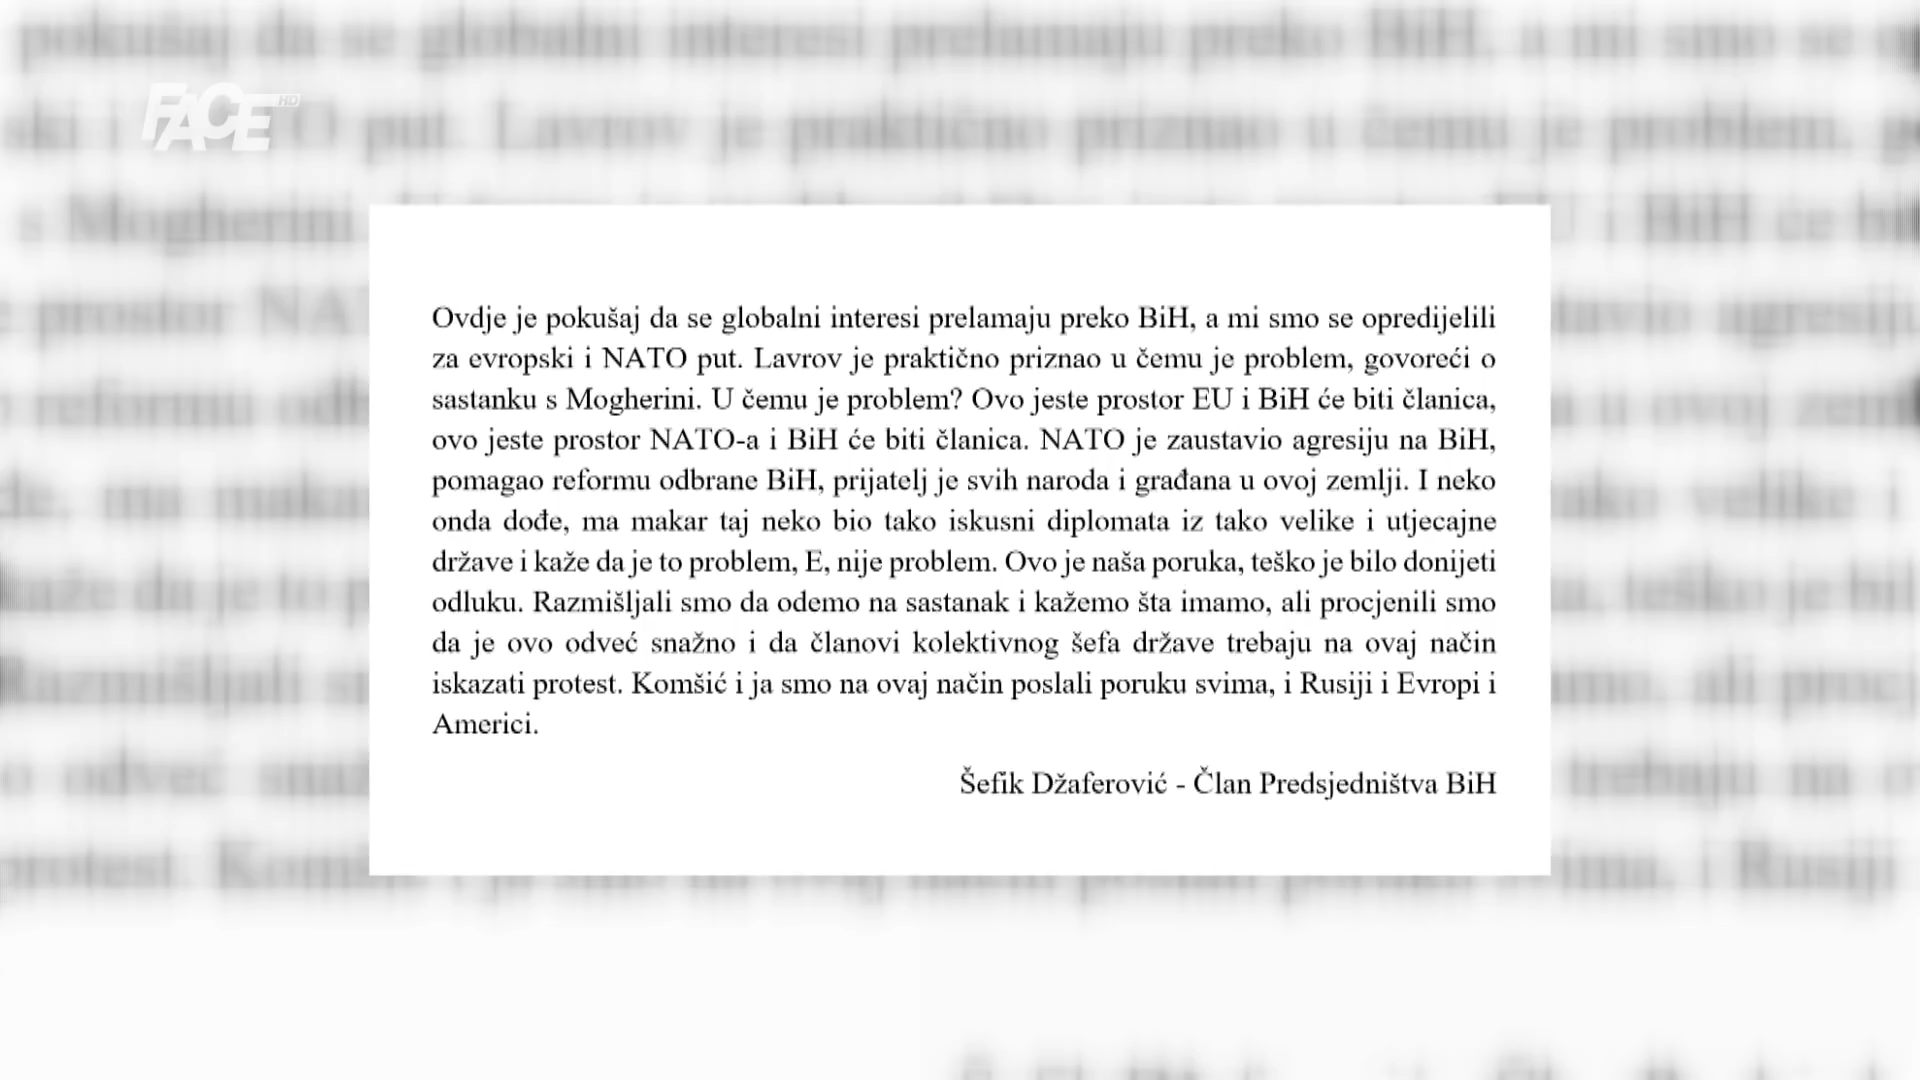 FACE HD
Ovdje je pokušaj da se globalni interesi prelamaju preko BiH, a mi smo se opredijelili
za evropski i NATO put. Lavrov je praktično priznao u čemu je problem, govoreći o
sastanku s Mogherini. U čemu je problem? Ovo jeste prostor EU i BiH će biti članica,
ovo jeste prostor NATO-a i BiH će biti članica. NATO je zaustavio agresiju na BiH,
pomagao reformu odbrane BiH, prijatelj je svih naroda i građana u ovoj zemlji. I neko
onda dođe, ma makar taj neko bio tako iskusni diplomata iz tako velike i utjecajne
države i kaže da je to problem, E, nije problem. Ovo je naša poruka, teško je bilo donijeti
odluku. Razmišljali smo da odemo na sastanak i kažemo šta imamo, ali procjenili smo
da je ovo odveć snažno i da članovi kolektivnog šefa države trebaju na ovaj način
iskazati protest. Komšić i ja smo na ovaj način poslali poruku svima, i Rusiji i Evropi i
Americi.
Šefik Džaferović - Član Predsjedništva BiH